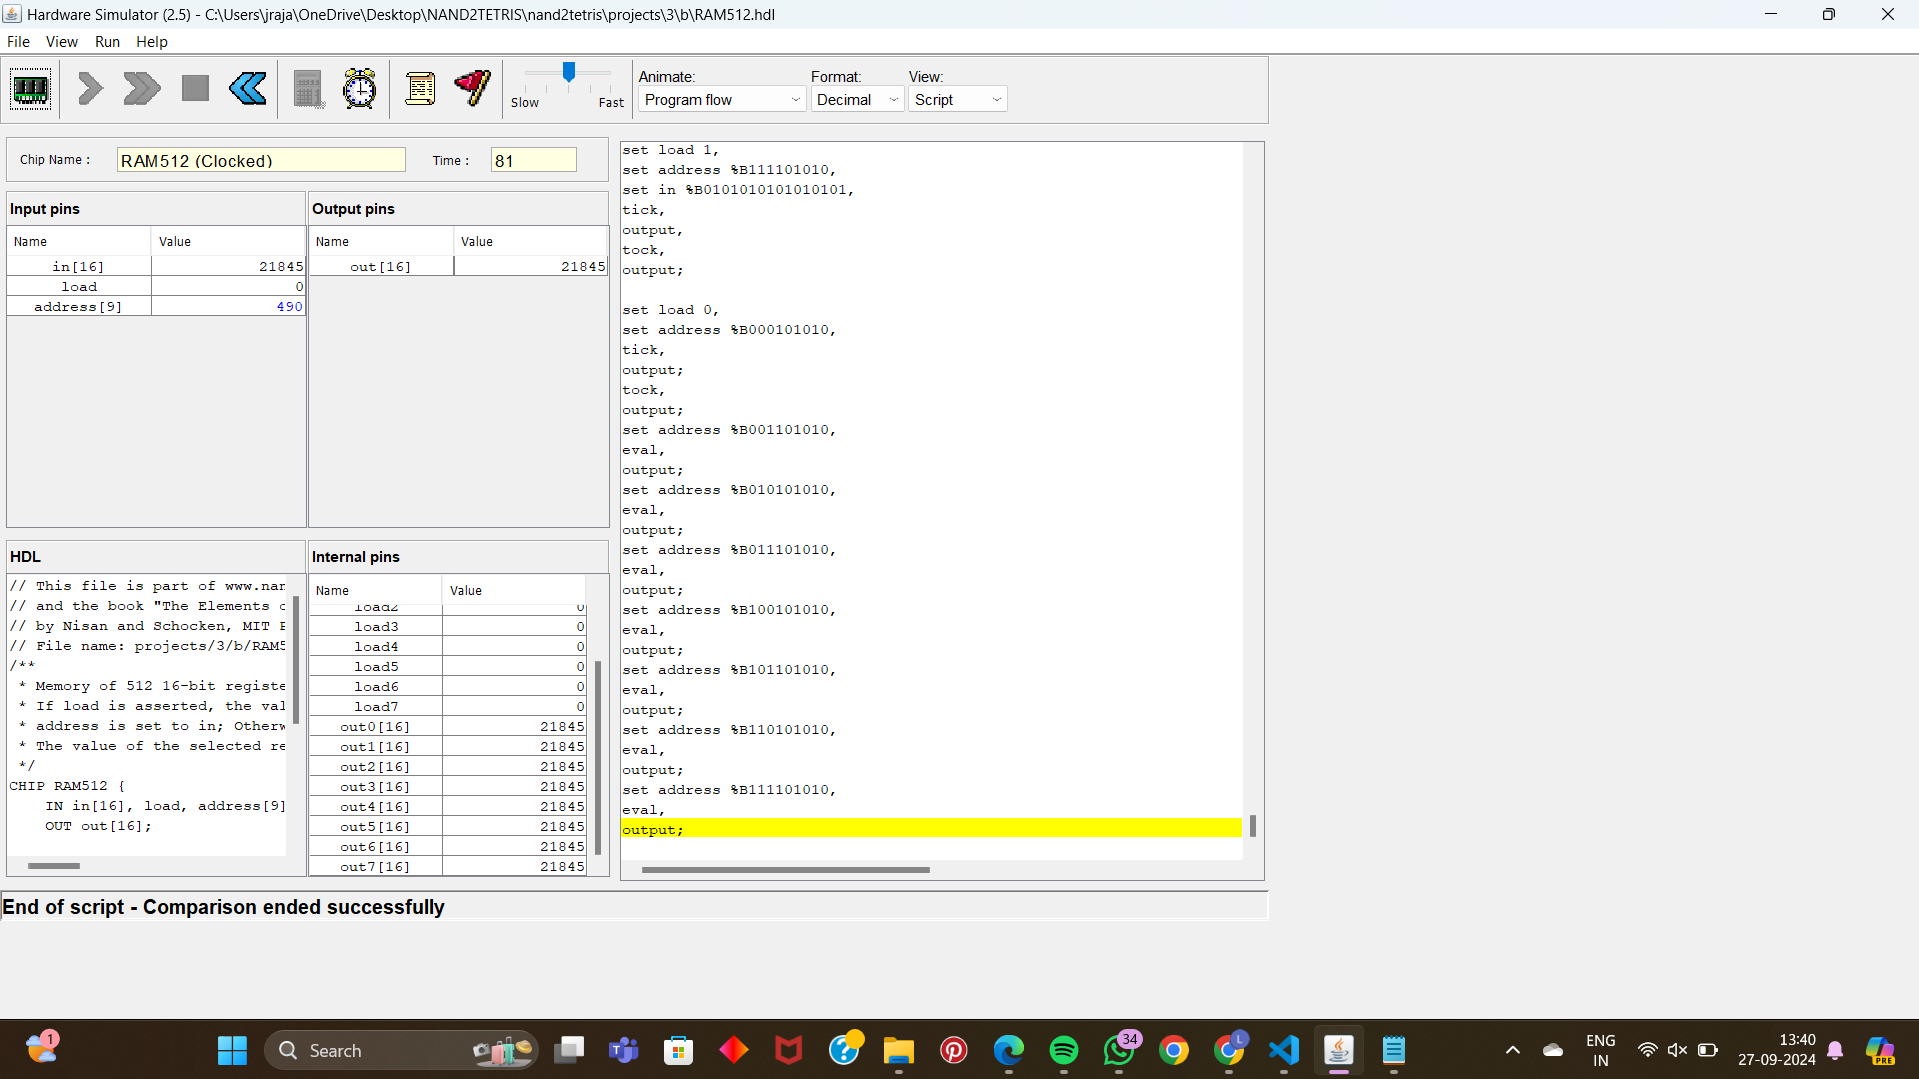 Hardware Simulator (2.5) - C:\Users\jraja\OneDrive\Desktop\NAND2TETRIS\nand2tetris\projects\3\b\RAM512.hdl
File View Run Help
Slow Fast
Animate: Format: View:
Program flow Decimal Script
Chip Name : RAM512 (Clocked) Time : 81
Input pins
Name Value
in[16] 21845
load 0
address[9] 490
Output pins
Name Value
out[16] 21845
HDL
// This file is part of www.nan
// and the book "The Elements o
// by Nisan and Schocken, MIT P
// File name: projects/3/b/RAM5
/**
* Memory of 512 16-bit registe
* If load is asserted, the val
* address is set to in; Otherw
* The value of the selected re
*/
CHIP RAM512 {
IN in[16], load, address[9]
OUT out[16];
Internal pins
Name Value
load2 0
load3 0
load4 0
load5 0
load6 0
load7 0
out0[16] 21845
out1[16] 21845
out2[16] 21845
out3[16] 21845
out4[16] 21845
out5[16] 21845
out6[16] 21845
out7[16] 21845
set load 1,
set address %B111101010,
set in %B0101010101010101,
tick,
output,
tock,
output;
set load 0,
set address %B000101010,
tick,
output;
tock,
output;
set address %B001101010,
eval,
output;
set address %B010101010,
eval,
output;
set address %B011101010,
eval,
output;
set address %B100101010,
eval,
output;
set address %B101101010,
eval,
output;
set address %B110101010,
eval,
output;
set address %B111101010,
eval,
output;
End of script - Comparison ended successfully
1
Search
34
L
ENG
IN
13:40
27-09-2024
PRE